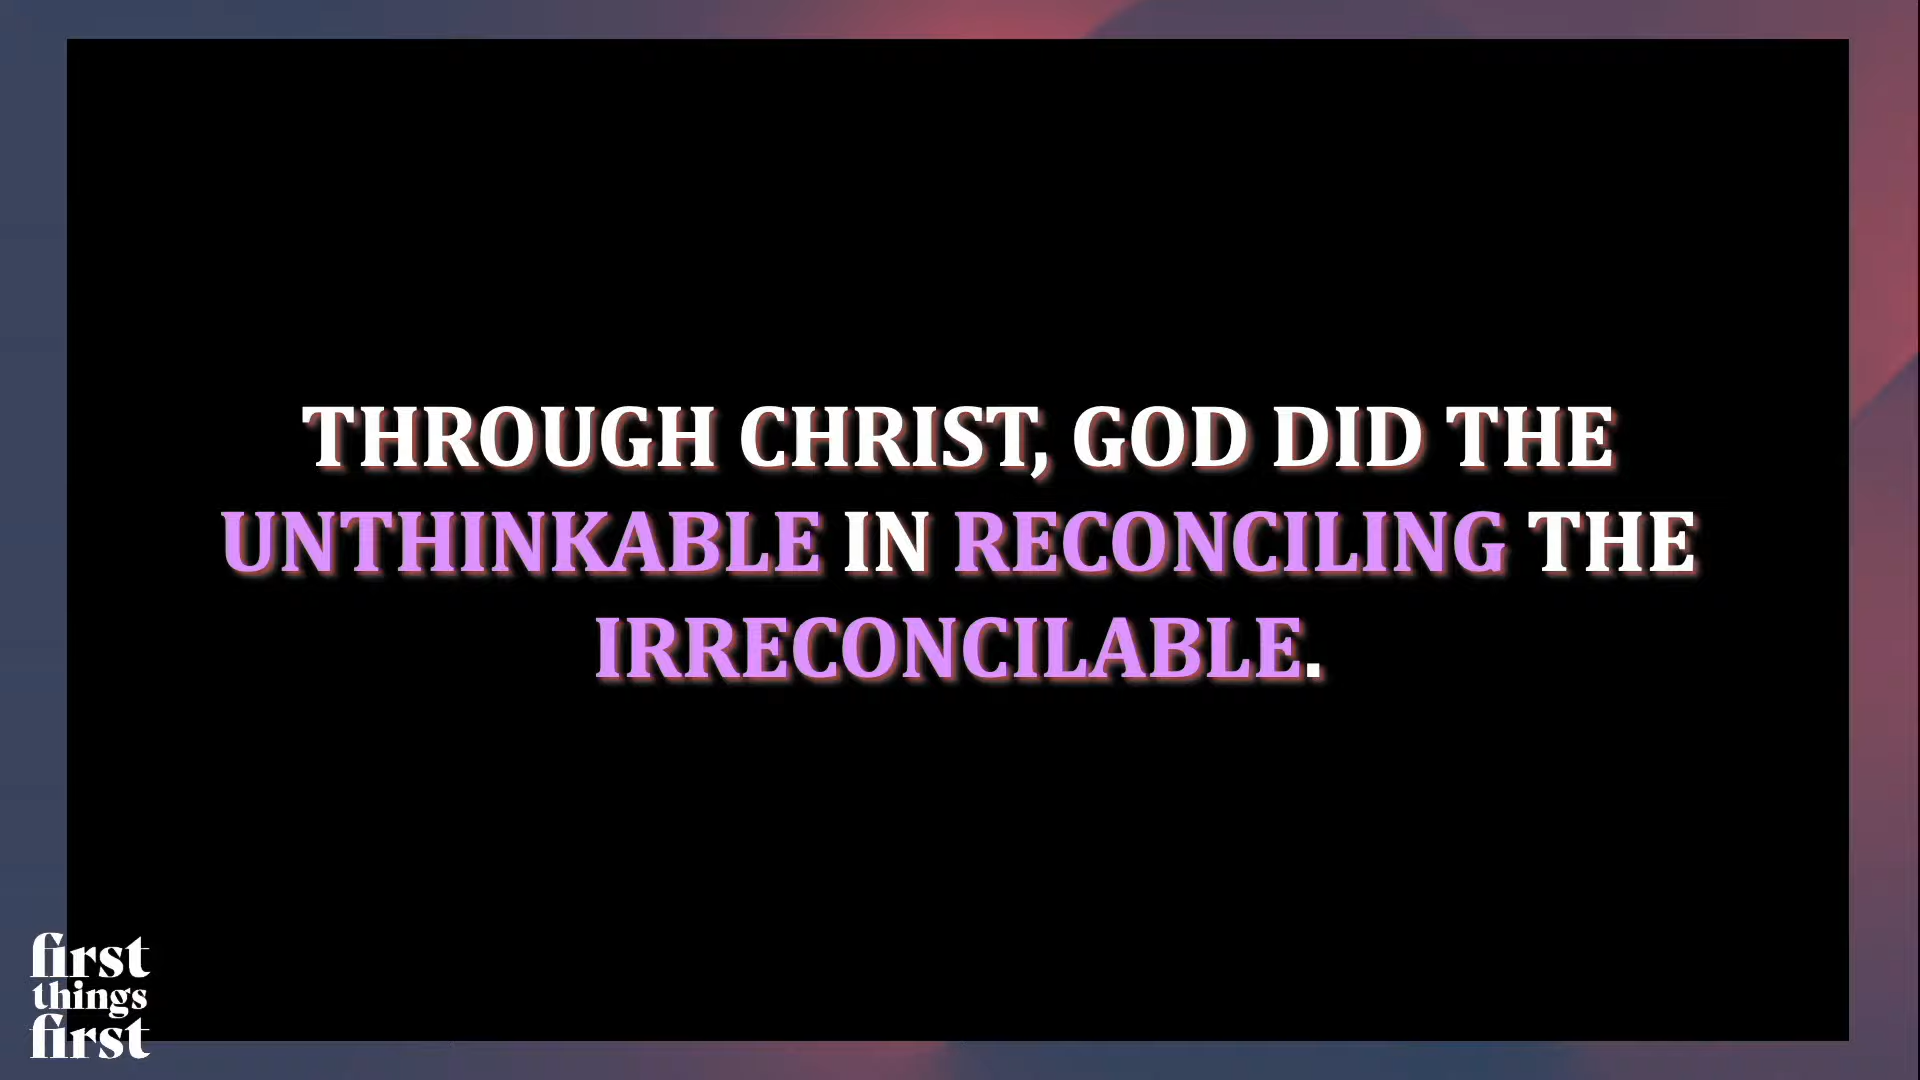 THROUGH CHRIST, GOD DID THE
UNTHINKABLE IN RECONCILING THE
IRRECONCILABLE.
first
things
first